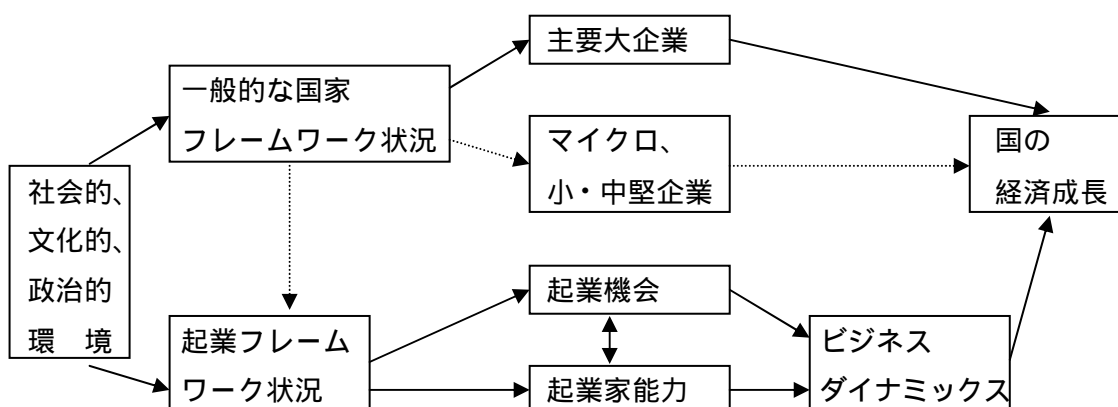 主要大企業
一般的な国家
フレームワーク状況
マイクロ、
小・中堅企業
国の
経済成長
社会的、
文化的、
政治的
環　境
起業機会
起業フレーム
ワーク状況
起業家能力
ビジネス
ダイナミックス